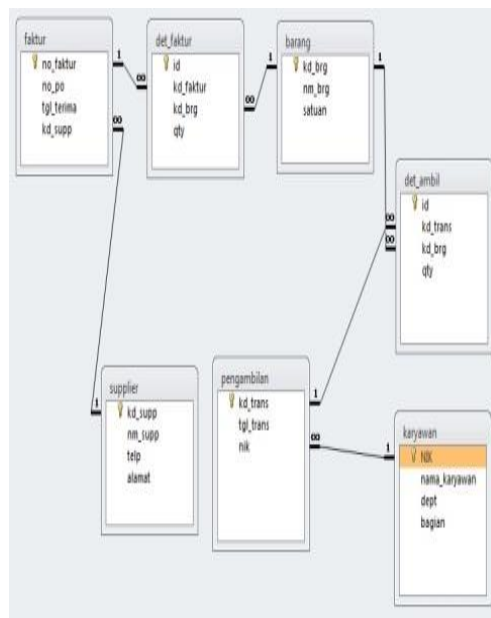 faktur
no_faktur
no_po
tgl_terima
kd_supp
det_faktur
id
kd_faktur
kd_brg
qty
barang
kd_brg
nm_brg
satuan
det_ambil
id
kd_trans
kd_brg
qty
supplier
kd_supp
nm_supp
telp
alamat
pengambilan
kd_trans
tgl_trans
nik
karyawan
NIK
nama_karyawan
dept
bagian
1
∞
∞
1
1
∞
∞
∞
1
1
∞
1